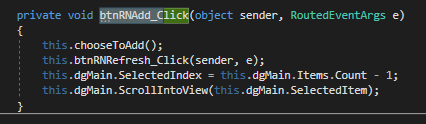 private void btnRNAdd_Click(object sender, RoutedEventArgs e)
{
this.chooseToAdd();
this.btnRNRefresh_Click(sender, e);
this.dgMain.SelectedIndex = this.dgMain.Items.Count - 1;
this.dgMain.ScrollIntoView(this.dgMain.SelectedItem);
}